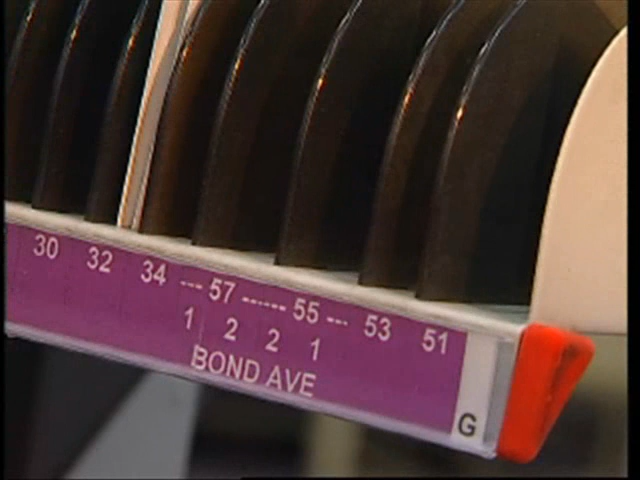 30 32 34 --- 57 ------ 55 --- 53 51
1 2 2 1
BOND AVE
G